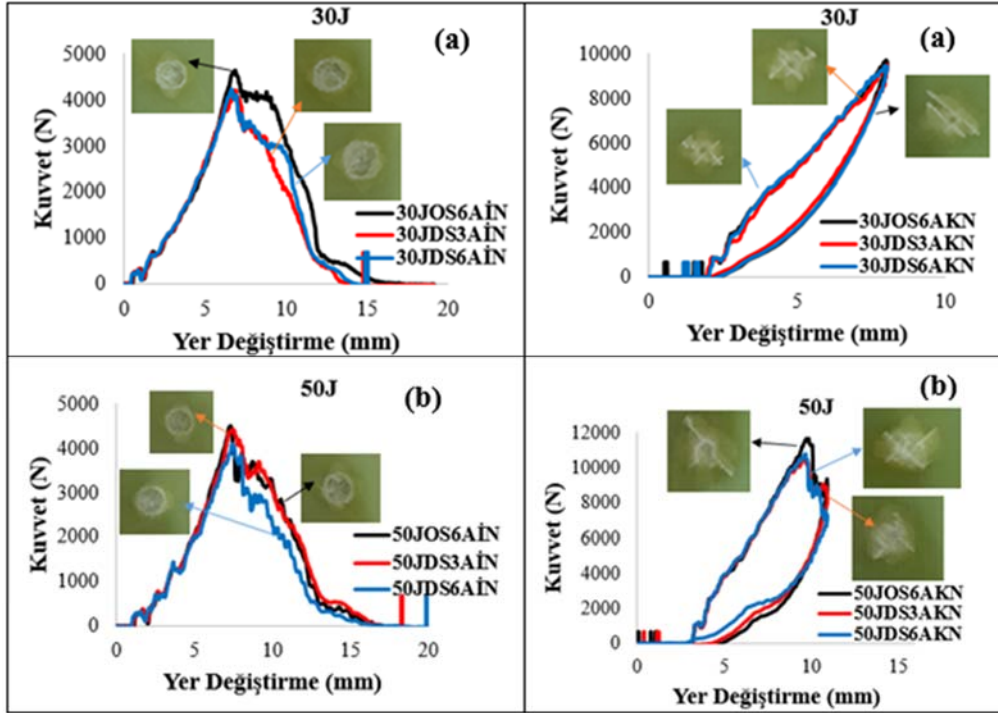 30J
(a)
Kuvvet (N)
5000
4000
3000
2000
1000
0
30JOS6AİN
30JDS3AİN
30JDS6AİN
0 5 10 15 20
Yer Değiştirme (mm)
30J
(a)
Kuvvet (N)
10000
8000
6000
4000
2000
0
30JOS6AKN
30JDS3AKN
30JDS6AKN
0 5 10
Yer Değiştirme (mm)
50J
(b)
Kuvvet (N)
5000
4000
3000
2000
1000
0
50JOS6AİN
50JDS3AİN
50JDS6AİN
0 5 10 15 20
Yer Değiştirme (mm)
(b)
50J
Kuvvet (N)
12000
10000
8000
6000
4000
2000
0
50JOS6AKN
50JDS3AKN
50JDS6AKN
0 5 10 15
Yer Değiştirme (mm)